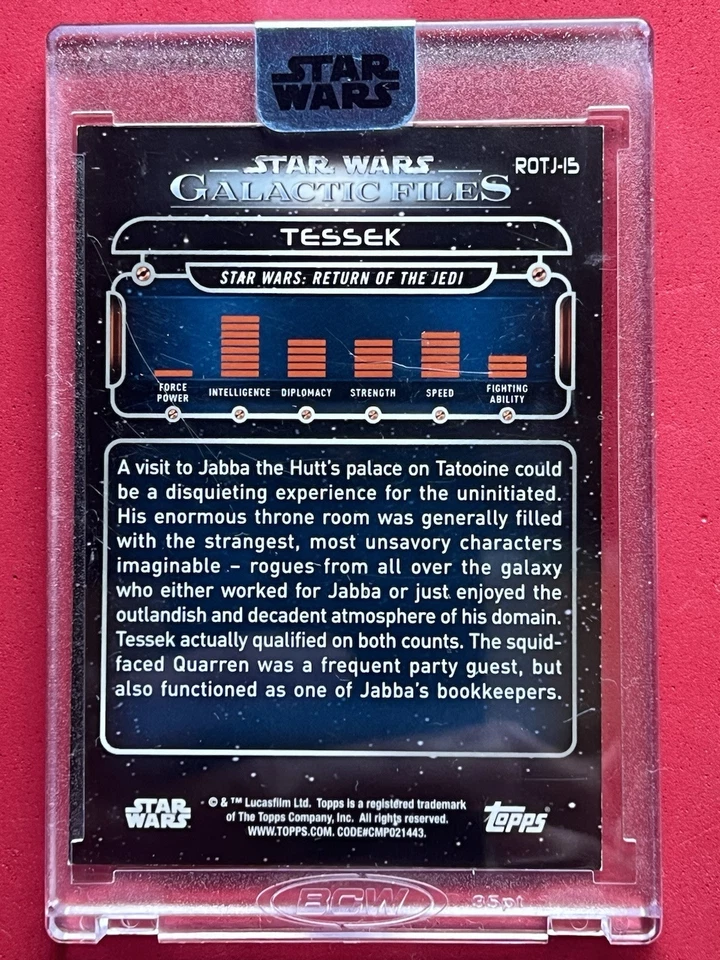 STAR
WARS
STAR WARS
GALACTIC FILES
ROTJ-15
TESSEK
STAR WARS: RETURN OF THE JEDI
FORCE POWER
INTELLIGENCE
DIPLOMACY
STRENGTH
SPEED
FIGHTING ABILITY
A visit to Jabba the Hutt's palace on Tatooine could
be a disquieting experience for the uninitiated.
His enormous throne room was generally filled
with the strangest, most unsavory characters
imaginable – rogues from all over the galaxy
who either worked for Jabba or just enjoyed the
outlandish and decadent atmosphere of his domain.
Tessek actually qualified on both counts. The squid-
faced Quarren was a frequent party guest, but
also functioned as one of Jabba's bookkeepers.
STAR
WARS
© & ™ Lucasfilm Ltd. Topps is a registered trademark
of The Topps Company, Inc. All rights reserved.
WWW.TOPPS.COM. CODE#CMP021443.
topps®
BCW
35pt